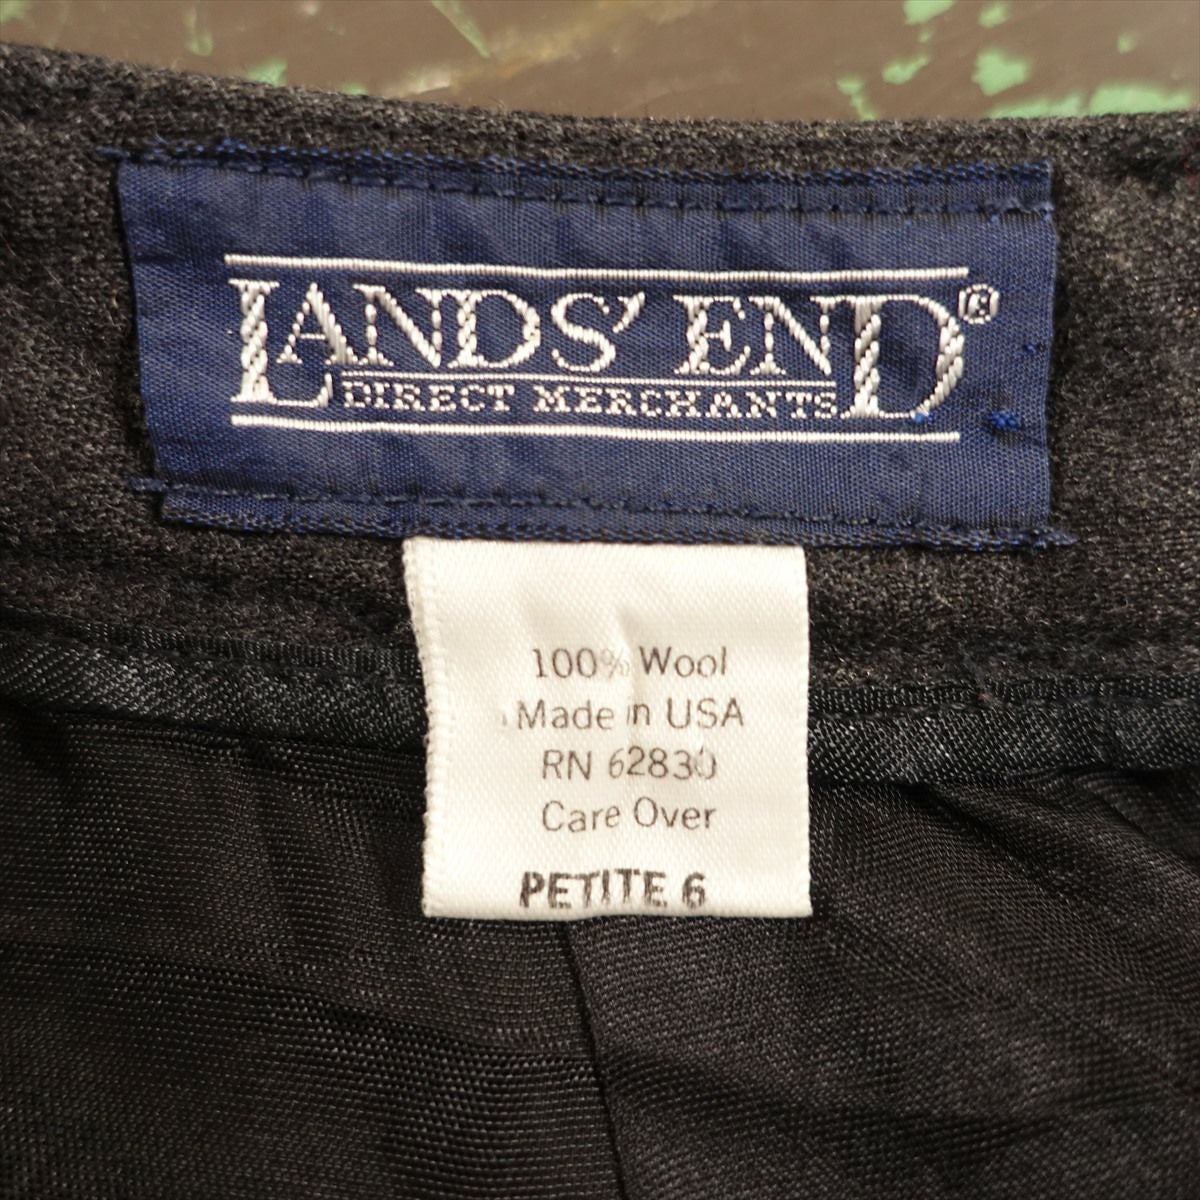 LANDS' END®
DIRECT MERCHANTS
100% Wool
Made in USA
RN 62830
Care Over
PETITE 6